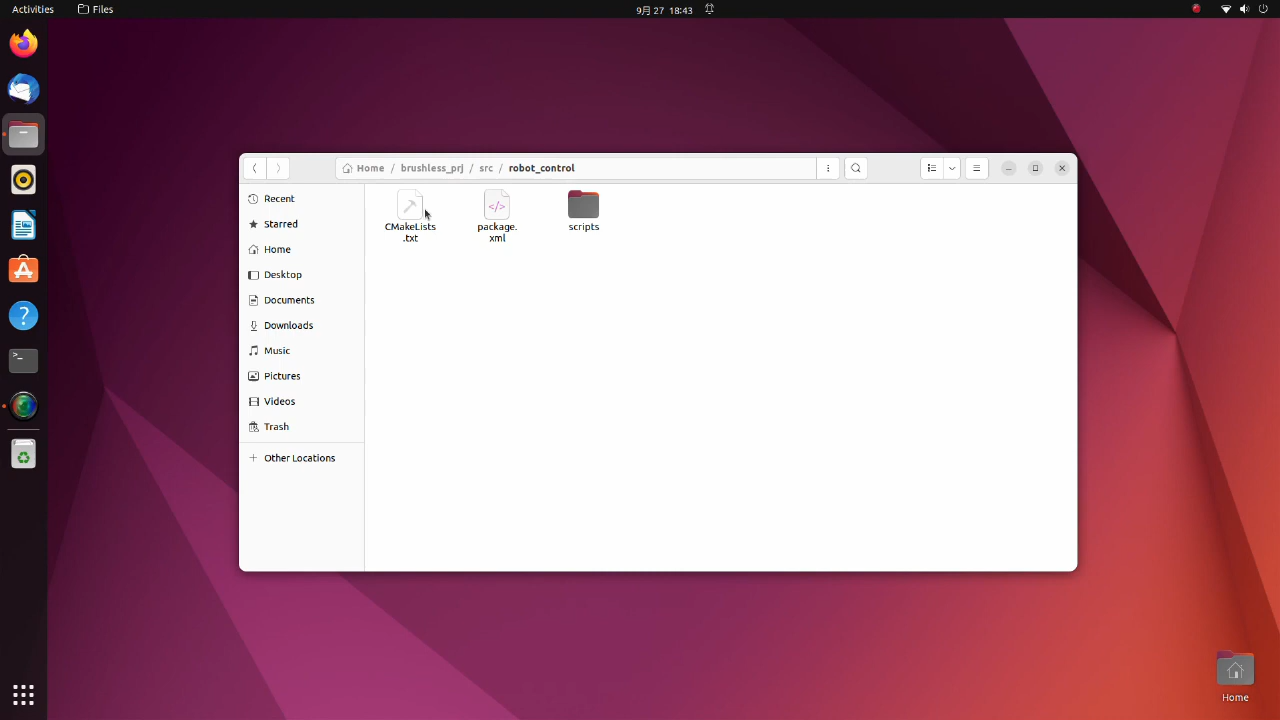 Activities
Files
9月 27 18:43
Home / brushless_prj / src / robot_control
Recent
Starred
Home
Desktop
Documents
Downloads
Music
Pictures
Videos
Trash
Other Locations
CMakeLists
.txt
package.
xml
scripts
Home